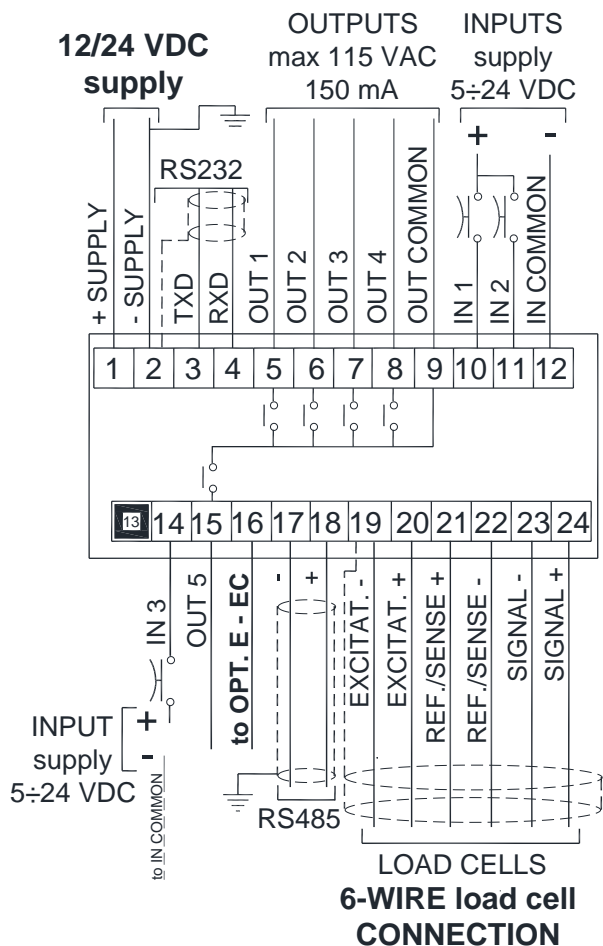 12/24 VDC
supply
OUTPUTS
max 115 VAC
150 mA
INPUTS
supply
5÷24 VDC
+ -
RS232
+ SUPPLY
- SUPPLY
TXD
RXD
OUT 1
OUT 2
OUT 3
OUT 4
OUT COMMON
IN 1
IN 2
IN COMMON
1 2 3 4 5 6 7 8 9 10 11 12
13 14 15 16 17 18 19 20 21 22 23 24
IN 3
OUT 5
to OPT. E - EC
- +
EXCITAT. -
EXCITAT. +
REF./SENSE +
REF./SENSE -
SIGNAL -
SIGNAL +
INPUT
supply
5÷24 VDC
+
-
to IN COMMON
RS485
LOAD CELLS
6-WIRE load cell
CONNECTION